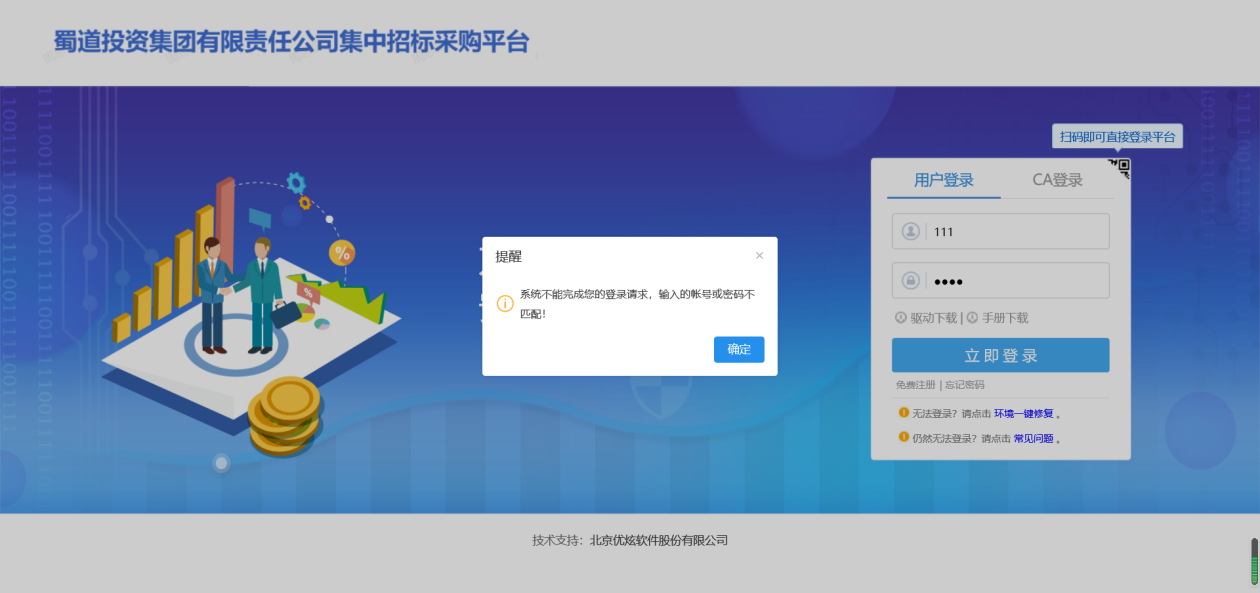 蜀道投资集团有限责任公司集中招标采购平台
扫码即可直接登录平台
用户登录 CA登录
111
提醒
系统不能完成您的登录请求，输入的帐号或密码不
匹配！
确定
驱动下载 | 手册下载
立即登录
免费注册 | 忘记密码
无法登录？请点击 环境一键修复 。
仍然无法登录？请点击 常见问题 。
%
%
技术支持：北京优炫软件股份有限公司